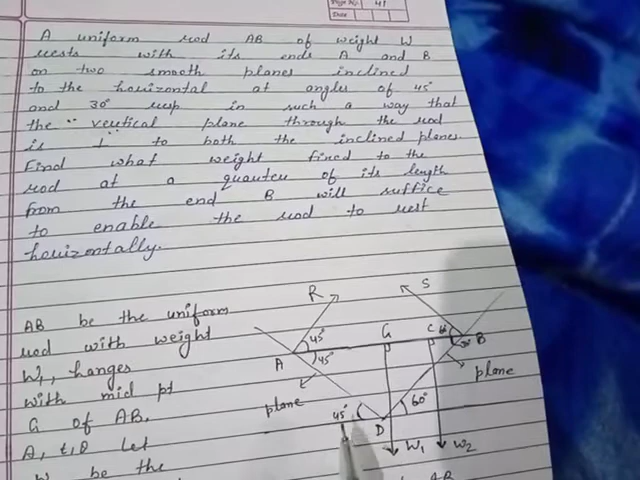 Page No. 41
Date
A uniform rod AB of weight W
rests with its ends A and B
on two smooth planes inclined
to the horizontal at angles of 45°
and 30° resp in such a way that
the vertical plane through the rod
is ⊥ to both the inclined planes.
Find what weight fixed to the
rod at a quarter of its length
from the end B will suffice
to enable the rod to rest
horizontally.
AB be the uniform
rod with weight
W1, hanges
with mid pt
G of AB.
Let
be the
R
S
45°
G
C
B
A
45°
plane
plane
45°
60°
D
W1
W2
AB